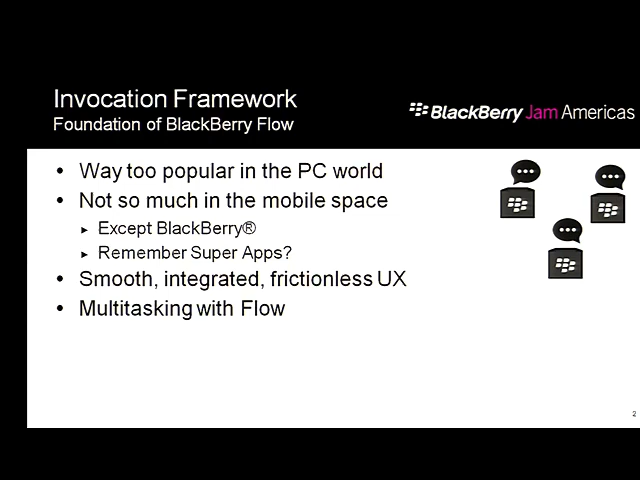 Invocation Framework
Foundation of BlackBerry Flow
BlackBerry Jam Americas
• Way too popular in the PC world
• Not so much in the mobile space
▸ Except BlackBerry®
▸ Remember Super Apps?
• Smooth, integrated, frictionless UX
• Multitasking with Flow
2